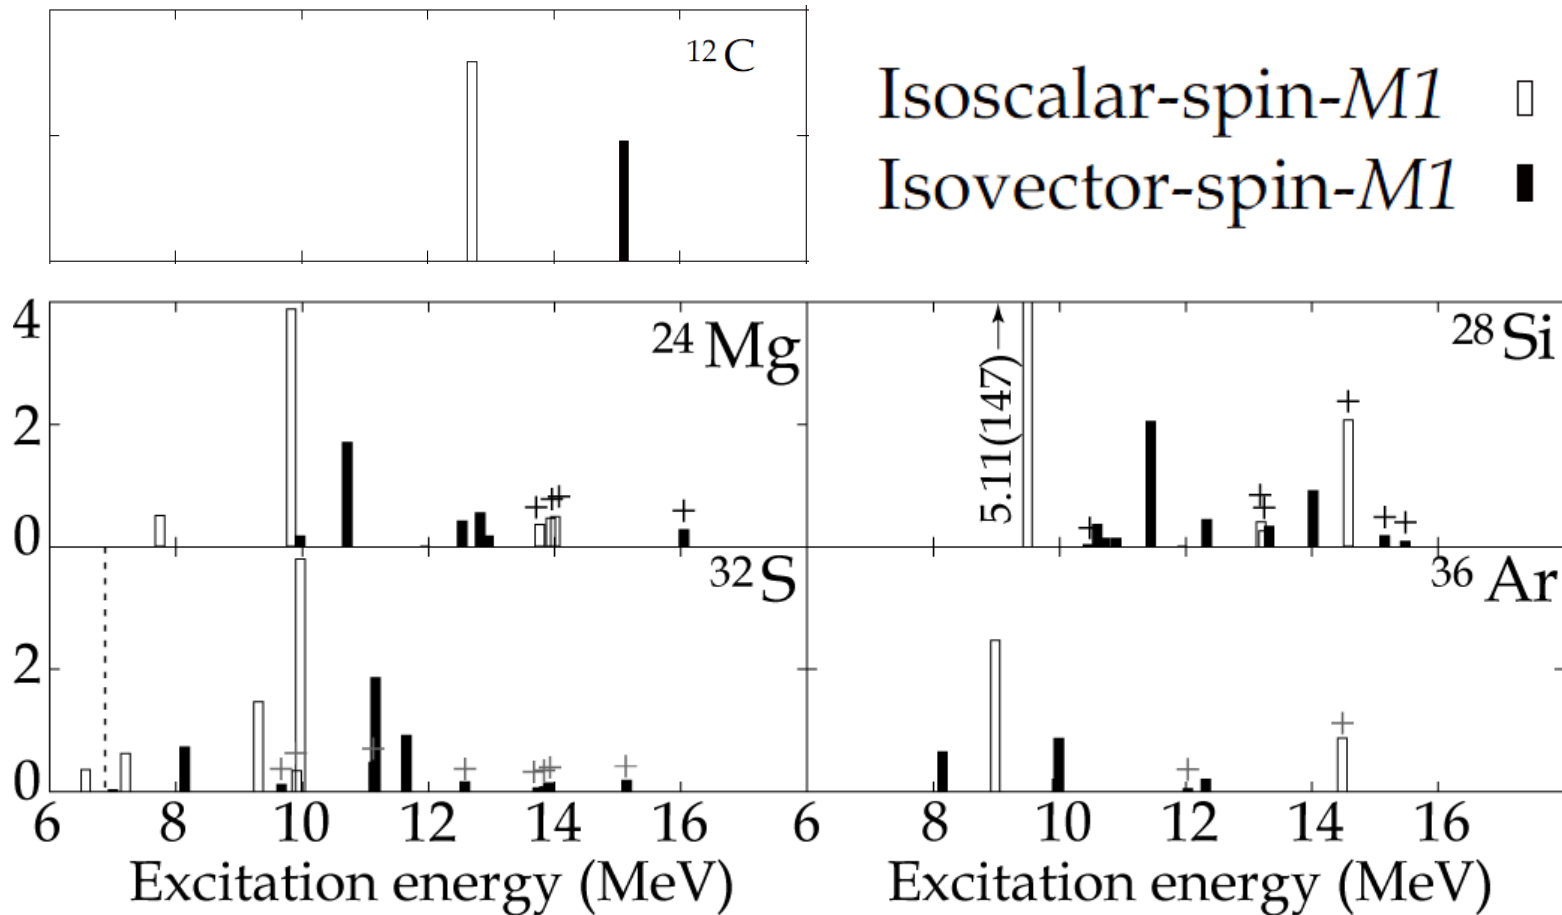 12C
Isoscalar-spin-M1
Isovector-spin-M1
4
2
0
24Mg
5.11(147)
28Si
2
0
32S
36Ar
6 8 10 12 14 16 6 8 10 12 14 16
Excitation energy (MeV) Excitation energy (MeV)